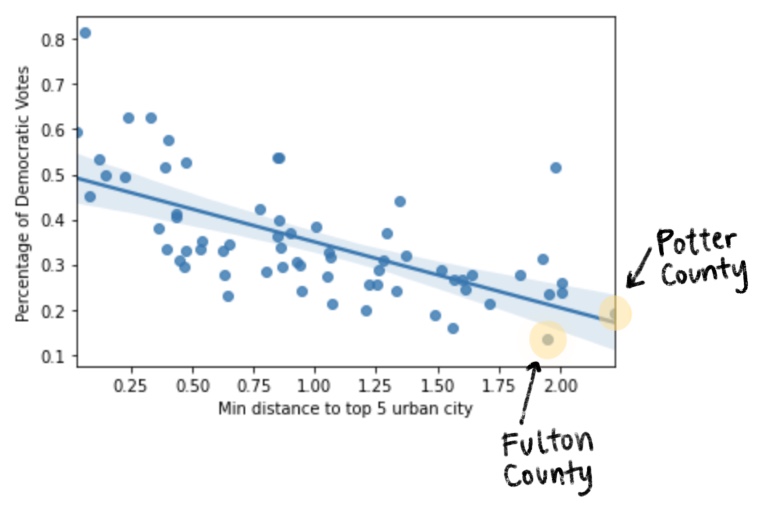 0.8
0.7
0.6
0.5
0.4
0.3
0.2
0.1
Percentage of Democratic Votes
0.25 0.50 0.75 1.00 1.25 1.50 1.75 2.00
Min distance to top 5 urban city
Potter
County
Fulton
County